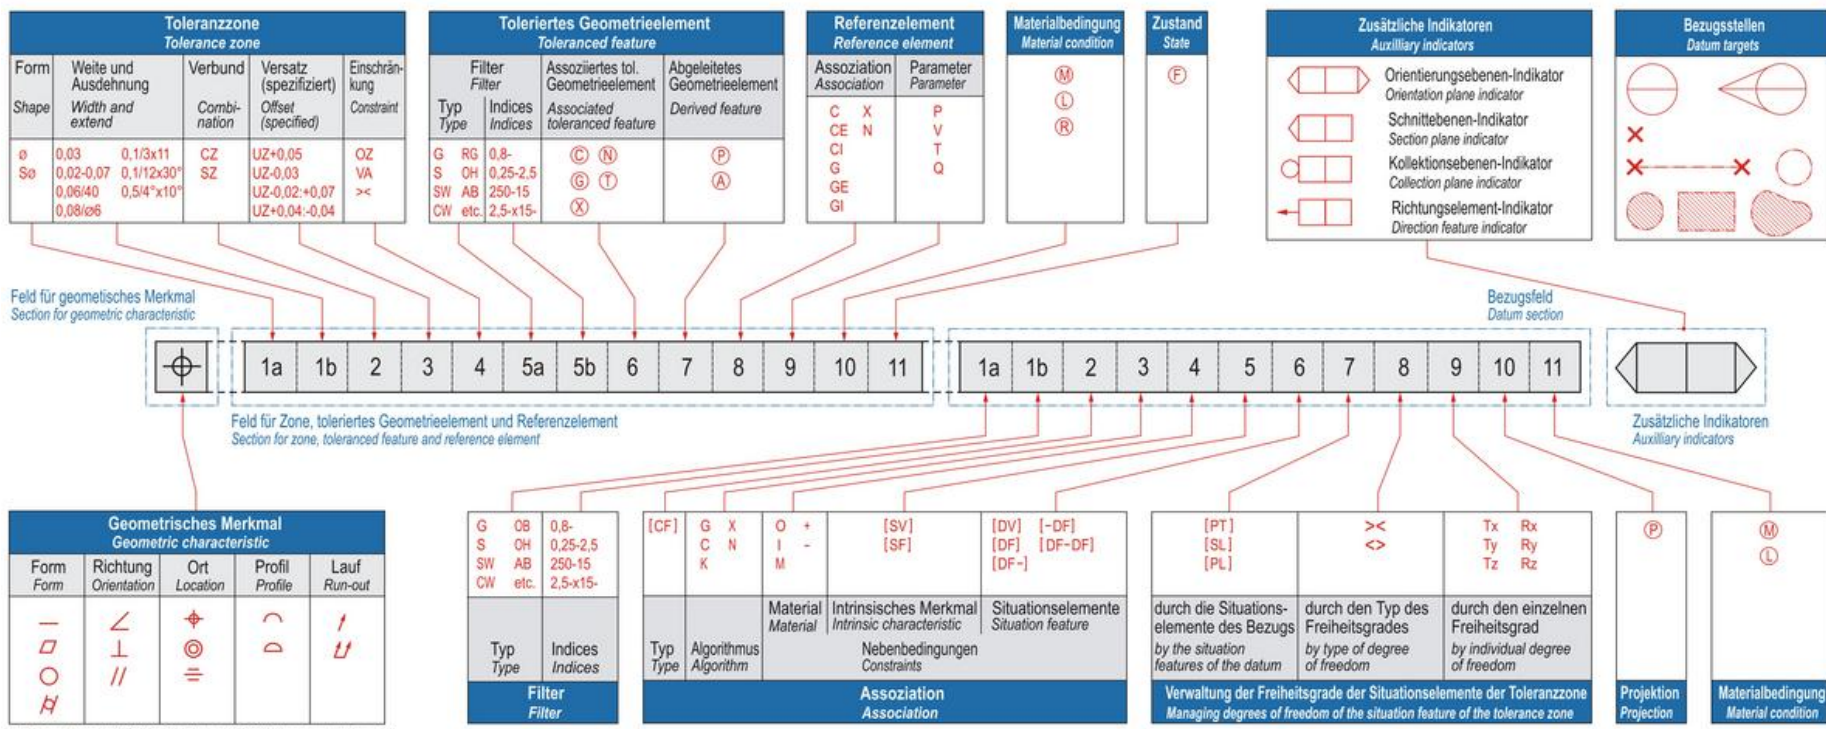 Toleranzzone
Tolerance zone
Form
Shape
Weite und
Ausdehnung
Width and
extend
Verbund
Combi-
nation
Versatz
(spezifiziert)
Offset
(specified)
Einschrän-
kung
Constraint
ø
Sø
0,03 0,1/3x11
0,02-0,07 0,1/12x30°
0,06/40 0,5/4°x10°
0,08/ø6
CZ
SZ
UZ+0,05
UZ-0,03
UZ-0,02:+0,07
UZ+0,04:-0,04
OZ
VA
><
Toleriertes Geometrieelement
Toleranced feature
Filter
Filter
Typ
Type
Indices
Indices
Assoziiertes tol.
Geometrieelement
Associated
toleranced feature
Abgeleitetes
Geometrieelement
Derived feature
G RG
S OH
SW AB
CW etc.
0,8-
0,25-2,5
250-15
2,5-x15-
Ⓒ Ⓝ
Ⓖ Ⓣ
Ⓧ
Ⓟ
Ⓐ
Referenzelement
Reference element
Assoziation
Association
Parameter
Parameter
C X
CE N
CI
G
GE
GI
P
V
T
Q
Materialbedingung
Material condition
Ⓜ
Ⓛ
Ⓡ
Zustand
State
Ⓕ
Zusätzliche Indikatoren
Auxilliary indicators
Orientierungsebenen-Indikator
Orientation plane indicator
Schnittebenen-Indikator
Section plane indicator
Kollektionsebenen-Indikator
Collection plane indicator
Richtungselement-Indikator
Direction feature indicator
Bezugsstellen
Datum targets
Feld für geometisches Merkmal
Section for geometric characteristic
Bezugsfeld
Datum section
1a 1b 2 3 4 5a 5b 6 7 8 9 10 11
1a 1b 2 3 4 5 6 7 8 9 10 11
Feld für Zone, toleriertes Geometrieelement und Referenzelement
Section for zone, toleranced feature and reference element
Zusätzliche Indikatoren
Auxilliary indicators
Geometrisches Merkmal
Geometric characteristic
Form
Form
Richtung
Orientation
Ort
Location
Profil
Profile
Lauf
Run-out
G OB
S OH
SW AB
CW etc.
0,8-
0,25-2,5
250-15
2,5-x15-
Typ
Type
Indices
Indices
Filter
Filter
[CF]
G X
C N
K
O +
I -
M
[SV]
[SF]
[DV] [-DF]
[DF] [DF-DF]
[DF-]
Material
Material
Intrinsisches Merkmal
Intrinsic characteristic
Situationselemente
Situation feature
Typ
Type
Algorithmus
Algorithm
Nebenbedingungen
Constraints
Assoziation
Association
[PT]
[SL]
[PL]
><
<>
Tx Rx
Ty Ry
Tz Rz
durch die Situations-
elemente des Bezugs
by the situation
features of the datum
durch den Typ des
Freiheitsgrades
by type of degree
of freedom
durch den einzelnen
Freiheitsgrad
by individual degree
of freedom
Verwaltung der Freiheitsgrade der Situationselemente der Toleranzzone
Managing degrees of freedom of the situation feature of the tolerance zone
Ⓟ
Projektion
Projection
Ⓜ
Ⓛ
Materialbedingung
Material condition